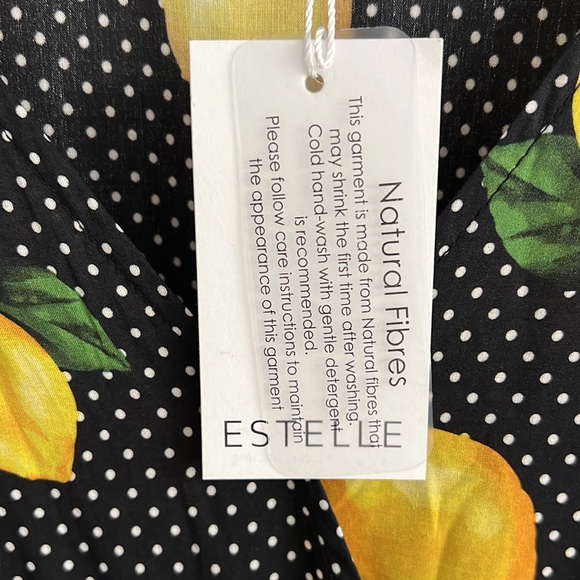 Natural Fibres
This garment is made from Natural fibres that
may shrink the first time after washing.
Cold hand-wash with gentle detergent
is recommended.
Please follow care instructions to maintain
the appearance of this garment
ESTELLE